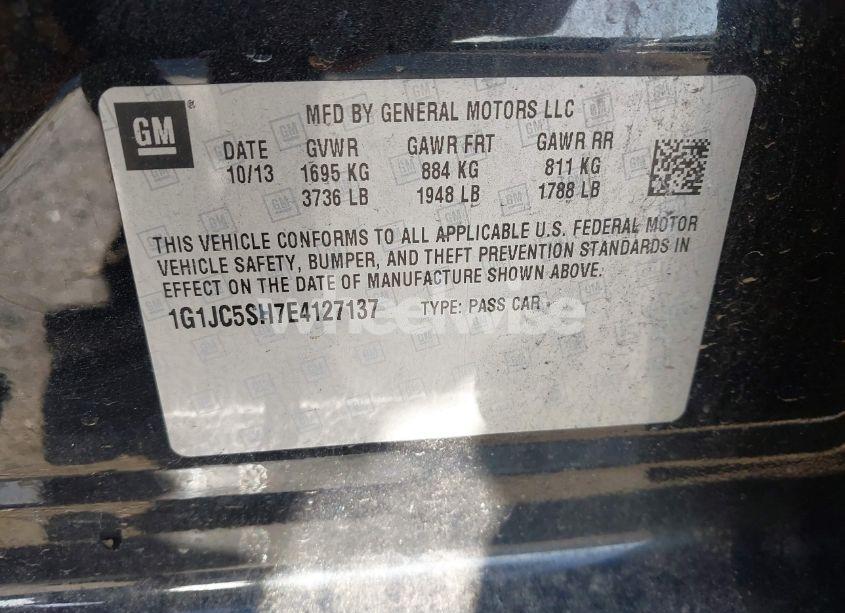 GM
MFD BY GENERAL MOTORS LLC
DATE GVWR GAWR FRT GAWR RR
10/13 1695 KG 884 KG 811 KG
3736 LB 1948 LB 1788 LB
THIS VEHICLE CONFORMS TO ALL APPLICABLE U.S. FEDERAL MOTOR
VEHICLE SAFETY, BUMPER, AND THEFT PREVENTION STANDARDS IN
EFFECT ON THE DATE OF MANUFACTURE SHOWN ABOVE.
1G1JC5SH7E4127137 TYPE: PASS CAR
Wheelwise